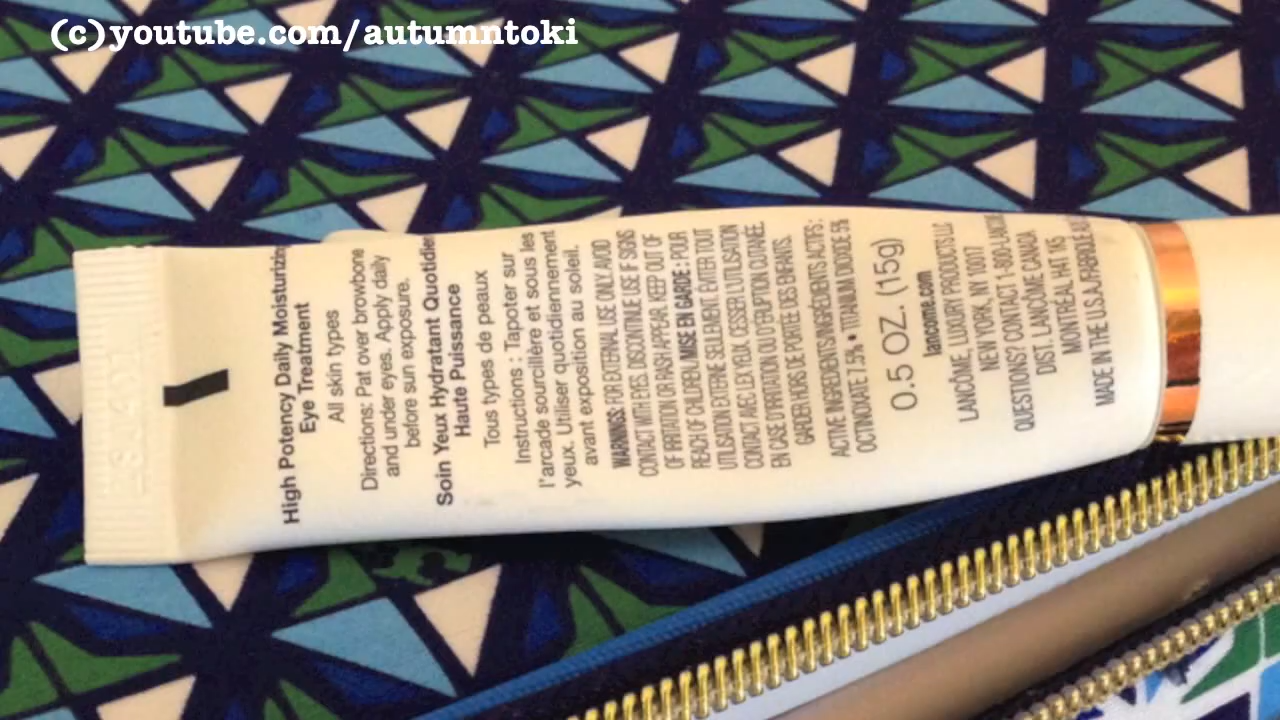 (c)youtube.com/autumntoki
High Potency Daily Moisturizin
Eye Treatment
All skin types
Directions: Pat over browbone
and under eyes. Apply daily
before sun exposure.
Soin Yeux Hydratant Quotidien
Haute Puissance
Tous types de peaux
Instructions : Tapoter sur
l'arcade sourcilière et sous les
yeux. Utiliser quotidiennement
avant exposition au soleil.
WARNINGS: FOR EXTERNAL USE ONLY. AVOID
CONTACT WITH EYES. DISCONTINUE USE IF SIGNS
OF IRRITATION OR RASH APPEAR. KEEP OUT OF
REACH OF CHILDREN. MISE EN GARDE : POUR
UTILISATION EXTERNE SEULEMENT. ÉVITER TOUT
CONTACT AVEC LEX YEUX. CESSER L'UTILISATION
EN CAS D'IRRITATION OU D'ÉRUPTION CUTANÉE.
GARDER HORS DE PORTÉE DES ENFANTS.
ACTIVE INGREDIENTS/INGRÉDIENTS ACTIFS :
OCTINOXATE 7.5% • TITANIUM DIOXIDE 5%
0.5 OZ. (15g)
lancome.com
LANCÔME, LUXURY PRODUCTS LLC
NEW YORK, NY 10017
QUESTIONS? CONTACT 1-800-LANCOM
DIST. LANCÔME CANADA
MONTRÉAL H4T 1K5
MADE IN THE U.S.A./FABRIQUÉ AUX